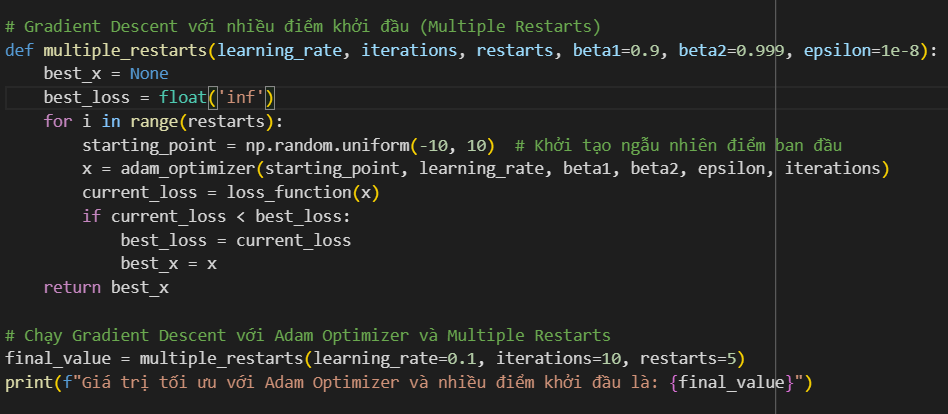 # Gradient Descent với nhiều điểm khởi đầu (Multiple Restarts)
def multiple_restarts(learning_rate, iterations, restarts, beta1=0.9, beta2=0.999, epsilon=1e-8):
    best_x = None
    best_loss = float('inf')
    for i in range(restarts):
        starting_point = np.random.uniform(-10, 10)  # Khởi tạo ngẫu nhiên điểm ban đầu
        x = adam_optimizer(starting_point, learning_rate, beta1, beta2, epsilon, iterations)
        current_loss = loss_function(x)
        if current_loss < best_loss:
            best_loss = current_loss
            best_x = x
    return best_x

# Chạy Gradient Descent với Adam Optimizer và Multiple Restarts
final_value = multiple_restarts(learning_rate=0.1, iterations=10, restarts=5)
print(f"Giá trị tối ưu với Adam Optimizer và nhiều điểm khởi đầu là: {final_value}")